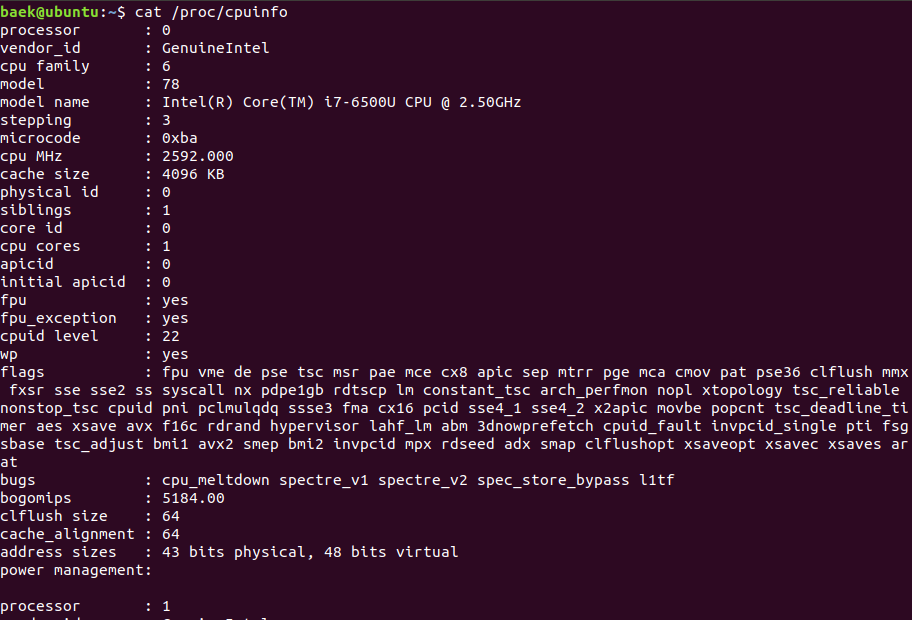 baek@ubuntu:~$ cat /proc/cpuinfo
processor       : 0
vendor_id       : GenuineIntel
cpu family      : 6
model           : 78
model name      : Intel(R) Core(TM) i7-6500U CPU @ 2.50GHz
stepping        : 3
microcode       : 0xba
cpu MHz         : 2592.000
cache size      : 4096 KB
physical id     : 0
siblings        : 1
core id         : 0
cpu cores       : 1
apicid          : 0
initial apicid  : 0
fpu             : yes
fpu_exception   : yes
cpuid level     : 22
wp              : yes
flags           : fpu vme de pse tsc msr pae mce cx8 apic sep mtrr pge mca cmov pat pse36 clflush mmx
 fxsr sse sse2 ss syscall nx pdpe1gb rdtscp lm constant_tsc arch_perfmon nopl xtopology tsc_reliable
nonstop_tsc cpuid pni pclmulqdq ssse3 fma cx16 pcid sse4_1 sse4_2 x2apic movbe popcnt tsc_deadline_ti
mer aes xsave avx f16c rdrand hypervisor lahf_lm abm 3dnowprefetch cpuid_fault invpcid_single pti fsg
sbase tsc_adjust bmi1 avx2 smep bmi2 invpcid mpx rdseed adx smap clflushopt xsaveopt xsavec xsaves ar
at
bugs            : cpu_meltdown spectre_v1 spectre_v2 spec_store_bypass l1tf
bogomips        : 5184.00
clflush size    : 64
cache_alignment : 64
address sizes   : 43 bits physical, 48 bits virtual
power management:
processor       : 1